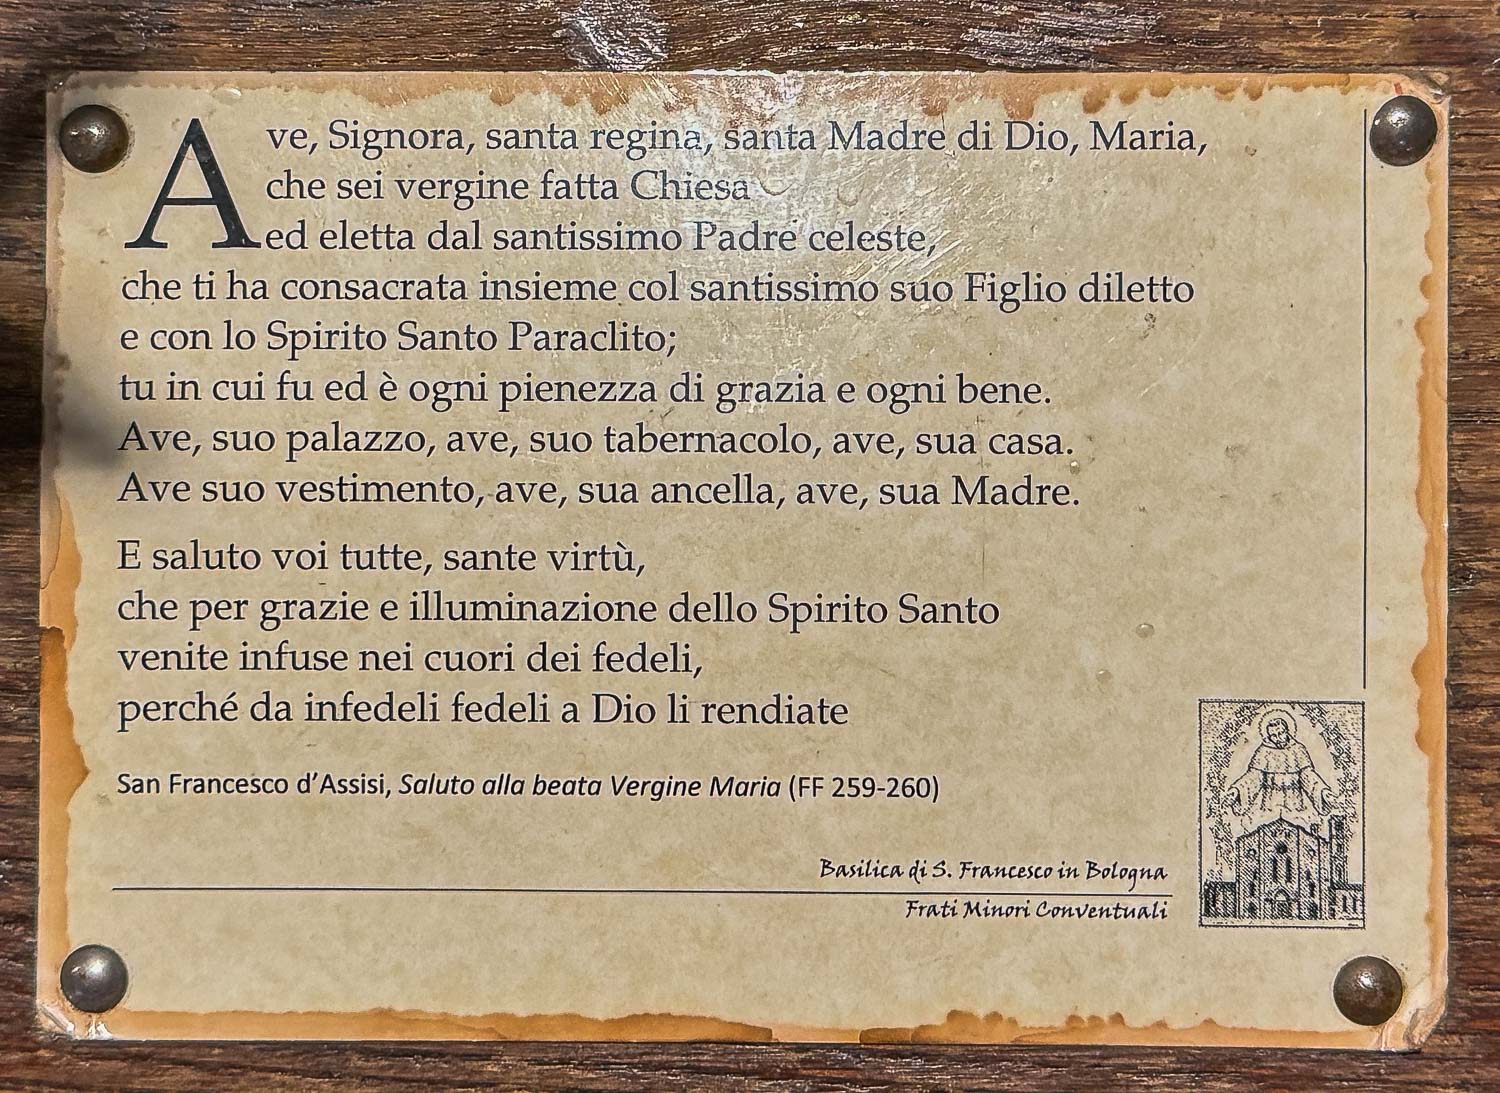 Ave, Signora, santa regina, santa Madre di Dio, Maria,
che sei vergine fatta Chiesa
ed eletta dal santissimo Padre celeste,
che ti ha consacrata insieme col santissimo suo Figlio diletto
e con lo Spirito Santo Paraclito;
tu in cui fu ed è ogni pienezza di grazia e ogni bene.
Ave, suo palazzo, ave, suo tabernacolo, ave, sua casa.
Ave suo vestimento, ave, sua ancella, ave, sua Madre.
E saluto voi tutte, sante virtù,
che per grazie e illuminazione dello Spirito Santo
venite infuse nei cuori dei fedeli,
perché da infedeli fedeli a Dio li rendiate
San Francesco d’Assisi, Saluto alla beata Vergine Maria (FF 259-260)
Basilica di S. Francesco in Bologna
Frati Minori Conventuali